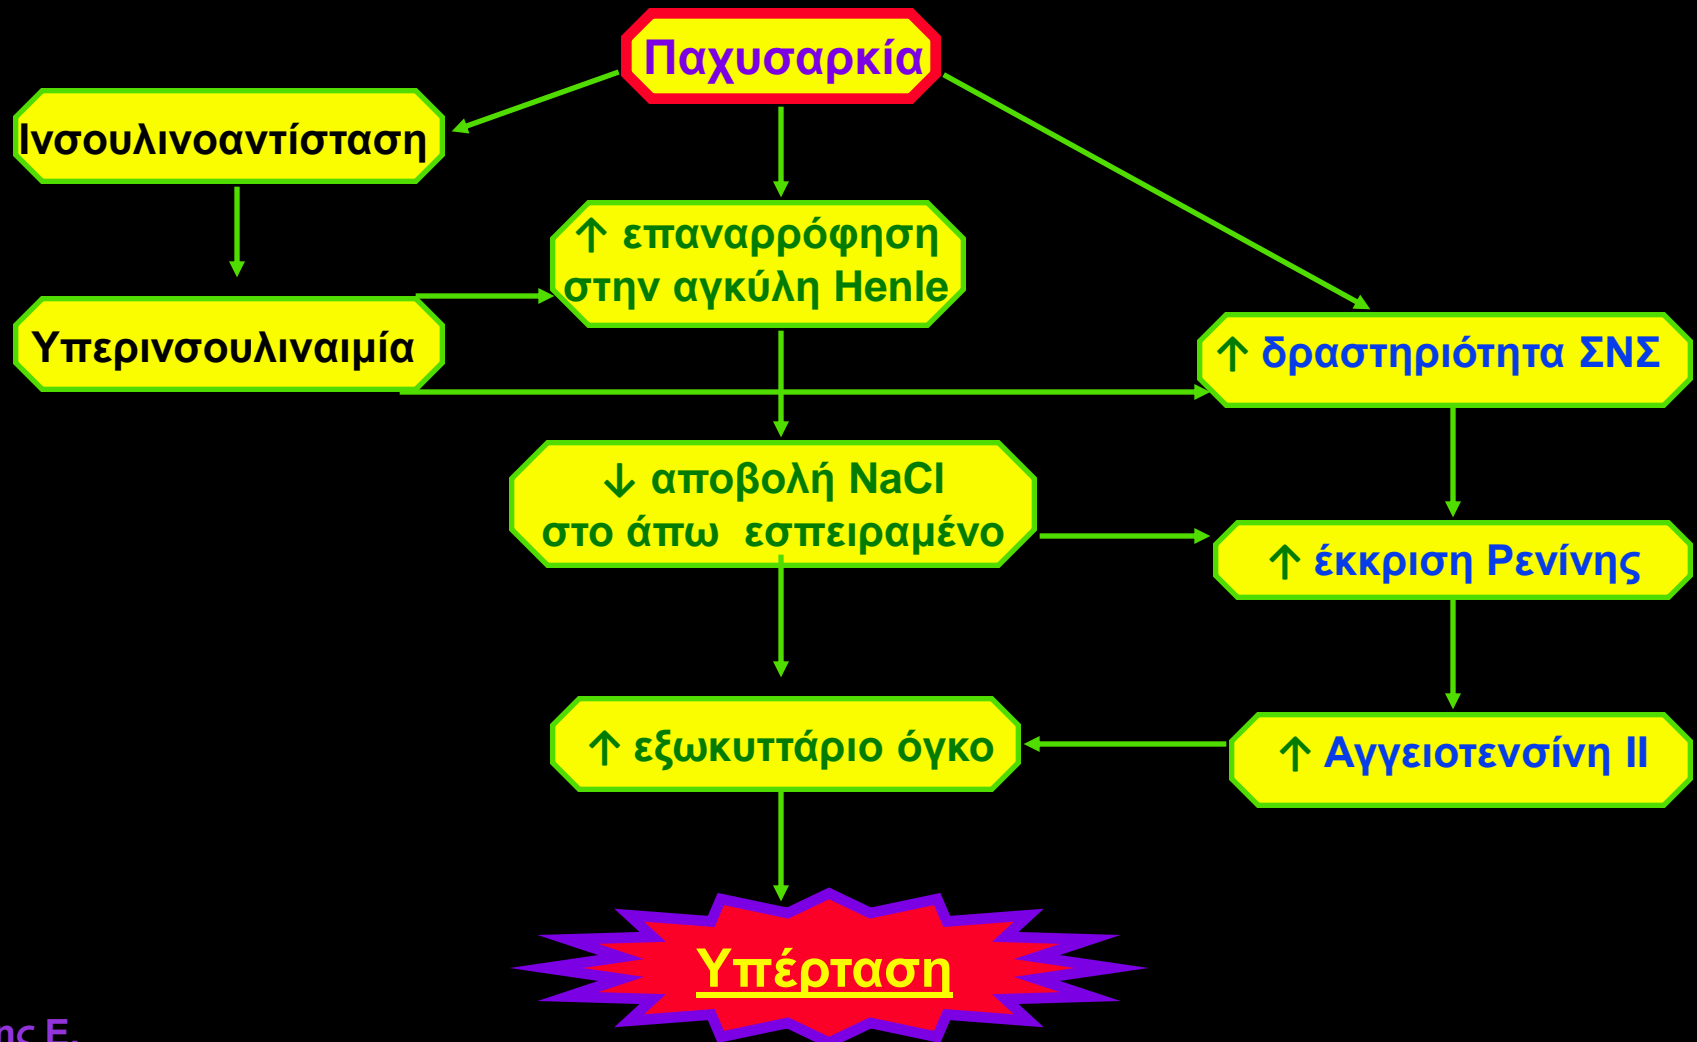 Παχυσαρκία
Ινσουλινοαντίσταση
↑ επαναρρόφηση
στην αγκύλη Henle
Υπερινσουλιναιμία
↑ δραστηριότητα ΣΝΣ
↓ αποβολή NaCl
στο άπω εσπειραμένο
↑ έκκριση Ρενίνης
↑ εξωκυττάριο όγκο
↑ Αγγειοτενσίνη ΙΙ
Υπέρταση
Ε.